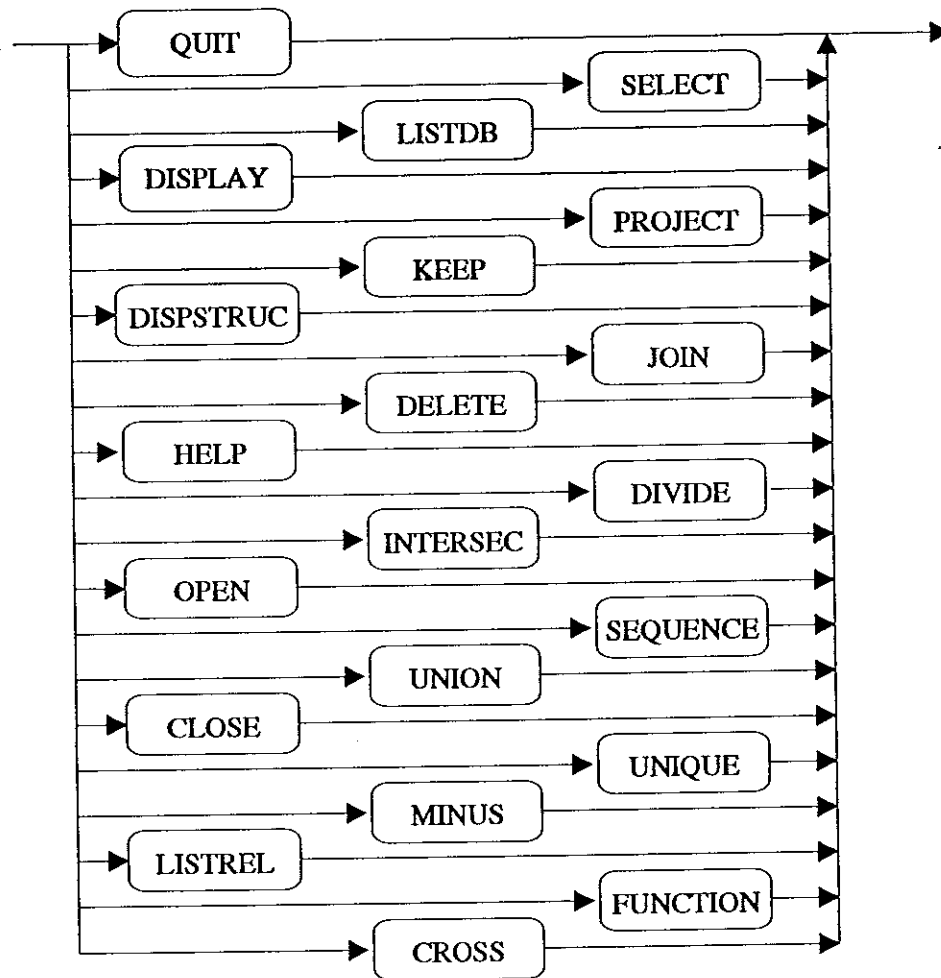 QUIT
SELECT
LISTDB
DISPLAY
PROJECT
KEEP
DISPSTRUC
JOIN
DELETE
HELP
DIVIDE
INTERSEC
OPEN
SEQUENCE
UNION
CLOSE
UNIQUE
MINUS
LISTREL
FUNCTION
CROSS